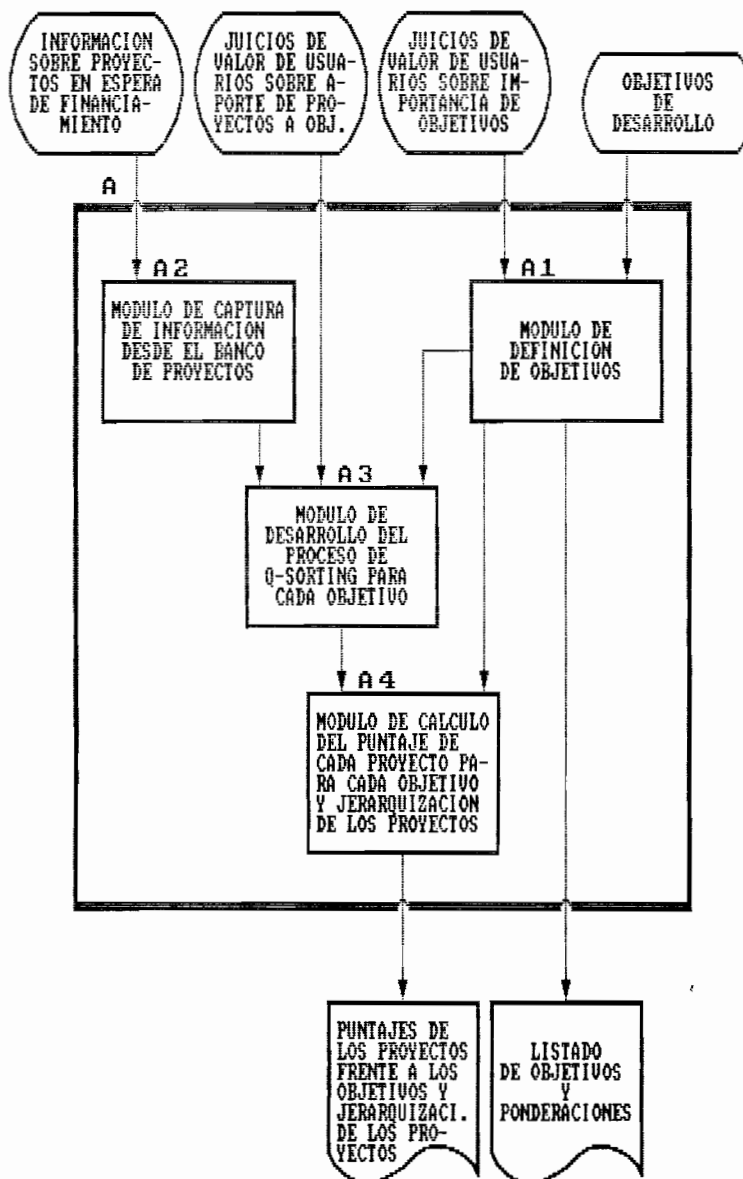 INFORMACION
SOBRE PROYEC-
TOS EN ESPERA
DE FINANCIA-
MIENTO
JUICIOS DE
VALOR DE USUA-
RIOS SOBRE A-
PORTE DE PRO-
YECTOS A OBJ.
JUICIOS DE
VALOR DE USUA-
RIOS SOBRE IM-
PORTANCIA DE
OBJETIVOS
OBJETIVOS
DE
DESARROLLO
A
A2
MODULO DE CAPTURA
DE INFORMACION
DESDE EL BANCO
DE PROYECTOS
A1
MODULO DE
DEFINICION
DE OBJETIVOS
A3
MODULO DE
DESARROLLO DEL
PROCESO DE
Q-SORTING PARA
CADA OBJETIVO
A4
MODULO DE CALCULO
DEL PUNTAJE DE
CADA PROYECTO PA-
RA CADA OBJETIVO
Y JERARQUIZACION
DE LOS PROYECTOS
PUNTAJES DE
LOS PROYECTOS
FRENTE A LOS
OBJETIVOS Y
JERARQUIZACI.
DE LOS PRO-
YECTOS
LISTADO
DE OBJETIVOS
Y
PONDERACIONES